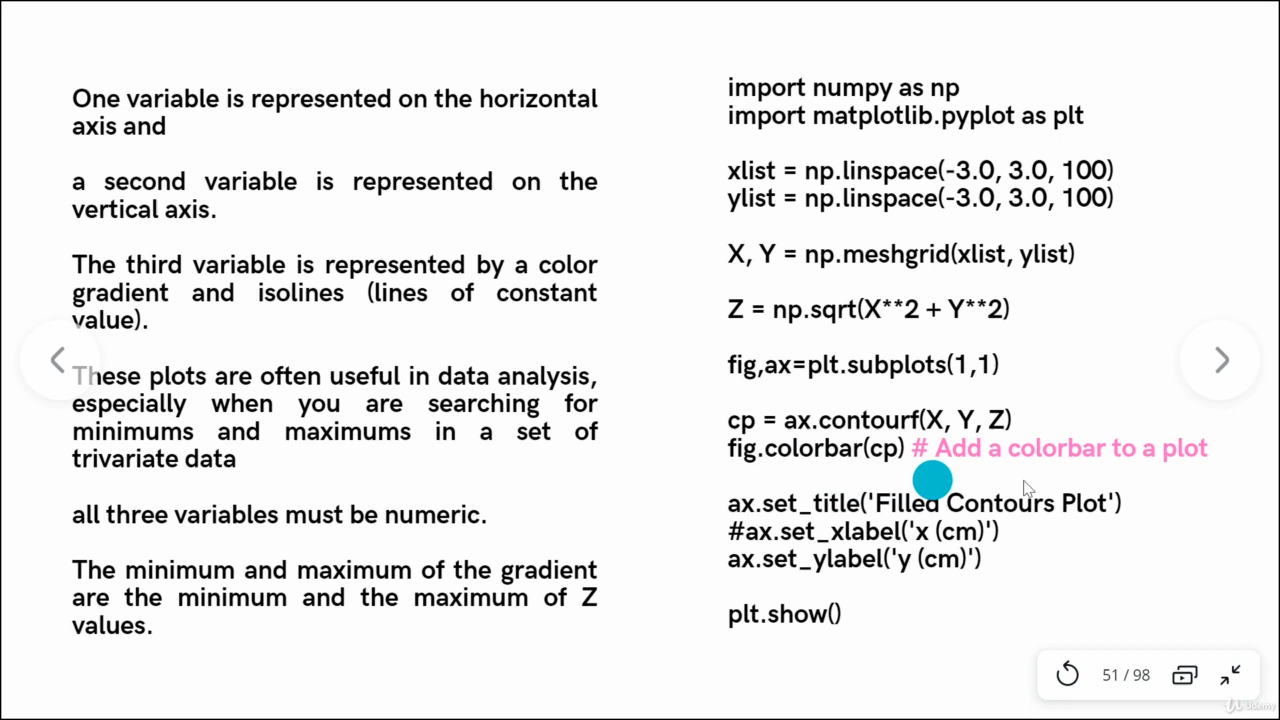 One variable is represented on the horizontal
axis and
a second variable is represented on the
vertical axis.
The third variable is represented by a color
gradient and isolines (lines of constant
value).
These plots are often useful in data analysis,
especially when you are searching for
minimums and maximums in a set of
trivariate data
all three variables must be numeric.
The minimum and maximum of the gradient
are the minimum and the maximum of Z
values.
import numpy as np
import matplotlib.pyplot as plt
xlist = np.linspace(-3.0, 3.0, 100)
ylist = np.linspace(-3.0, 3.0, 100)
X, Y = np.meshgrid(xlist, ylist)
Z = np.sqrt(X**2 + Y**2)
fig,ax=plt.subplots(1,1)
cp = ax.contourf(X, Y, Z)
fig.colorbar(cp) # Add a colorbar to a plot
ax.set_title('Filled Contours Plot')
#ax.set_xlabel('x (cm)')
ax.set_ylabel('y (cm)')
plt.show()
51 / 98
Udemy